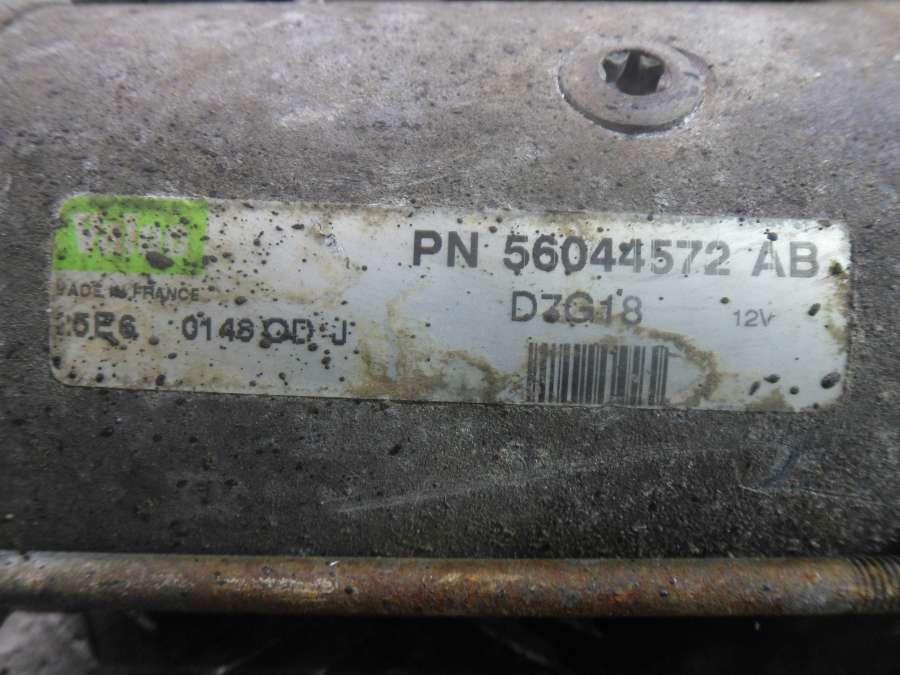 Valeo
PN 56044572 AB
MADE IN FRANCE
D7G18
12V
0148